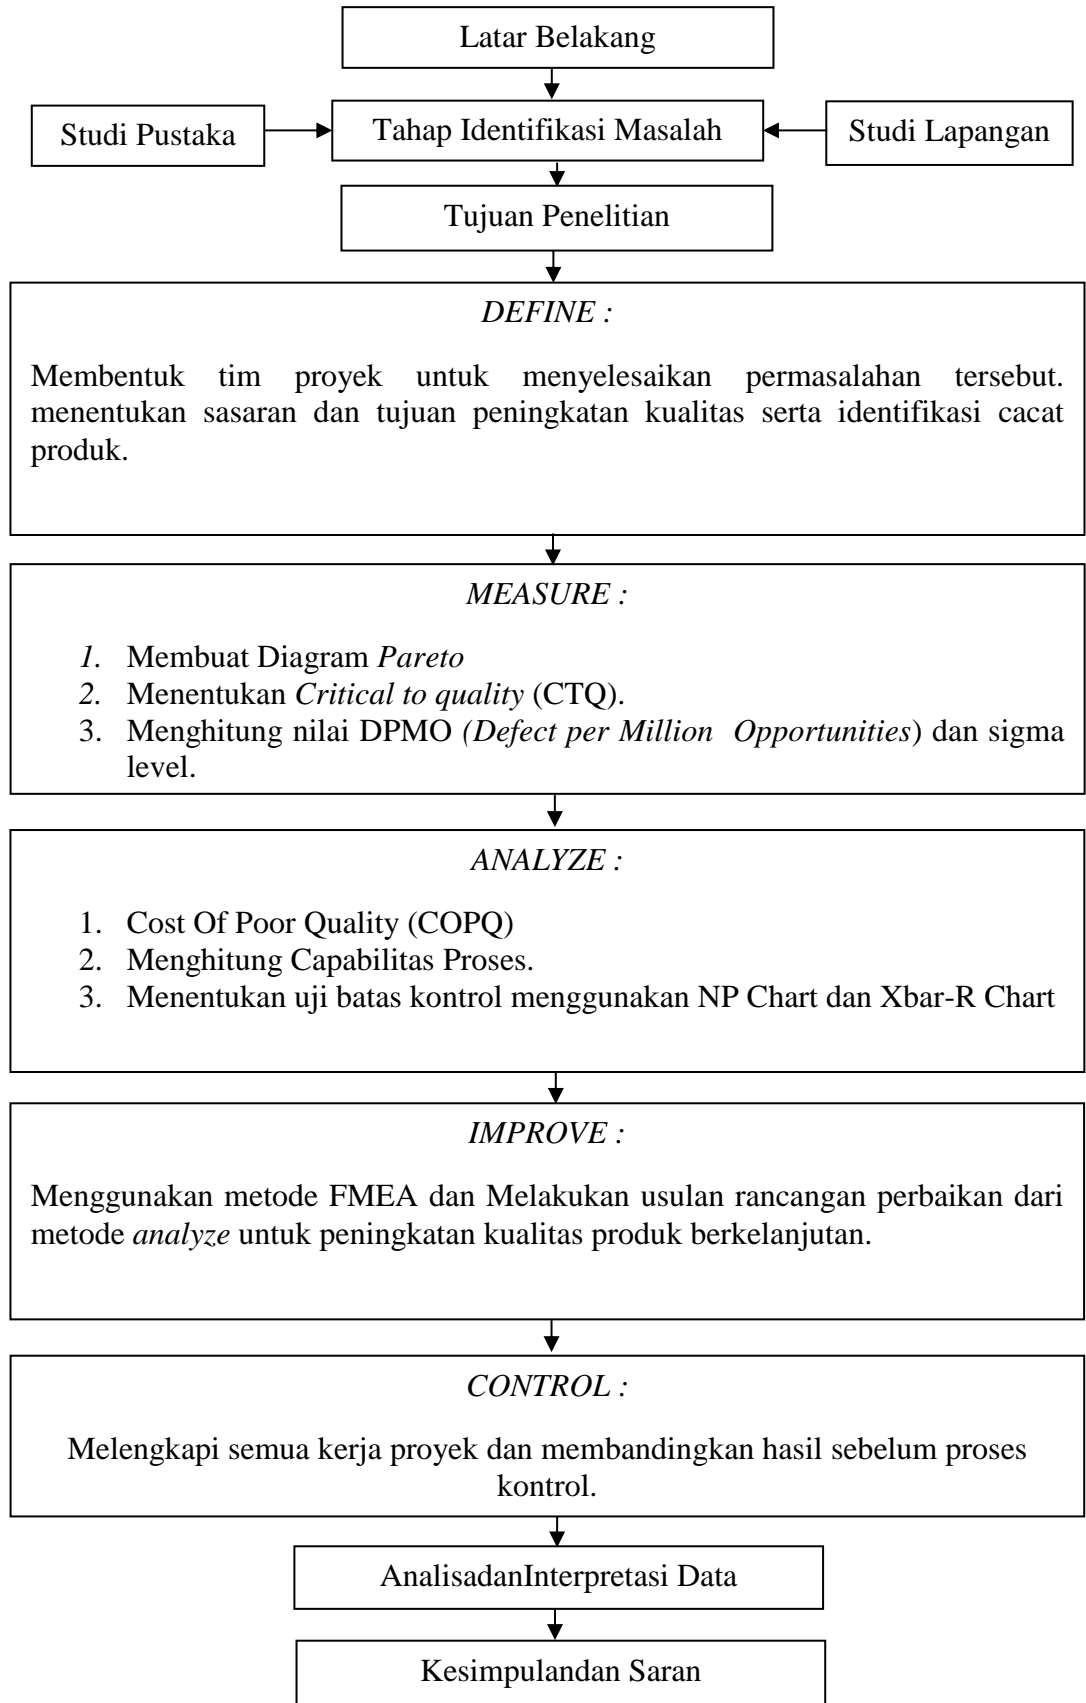 Latar Belakang
Studi Pustaka
Tahap Identifikasi Masalah
Studi Lapangan
Tujuan Penelitian
DEFINE :
Membentuk tim proyek untuk menyelesaikan permasalahan tersebut.
menentukan sasaran dan tujuan peningkatan kualitas serta identifikasi cacat
produk.
MEASURE :
1. Membuat Diagram Pareto
2. Menentukan Critical to quality (CTQ).
3. Menghitung nilai DPMO (Defect per Million Opportunities) dan sigma
level.
ANALYZE :
1. Cost Of Poor Quality (COPQ)
2. Menghitung Capabilitas Proses.
3. Menentukan uji batas kontrol menggunakan NP Chart dan Xbar-R Chart
IMPROVE :
Menggunakan metode FMEA dan Melakukan usulan rancangan perbaikan dari
metode analyze untuk peningkatan kualitas produk berkelanjutan.
CONTROL :
Melengkapi semua kerja proyek dan membandingkan hasil sebelum proses
kontrol.
AnalisadanInterpretasi Data
Kesimpulandan Saran